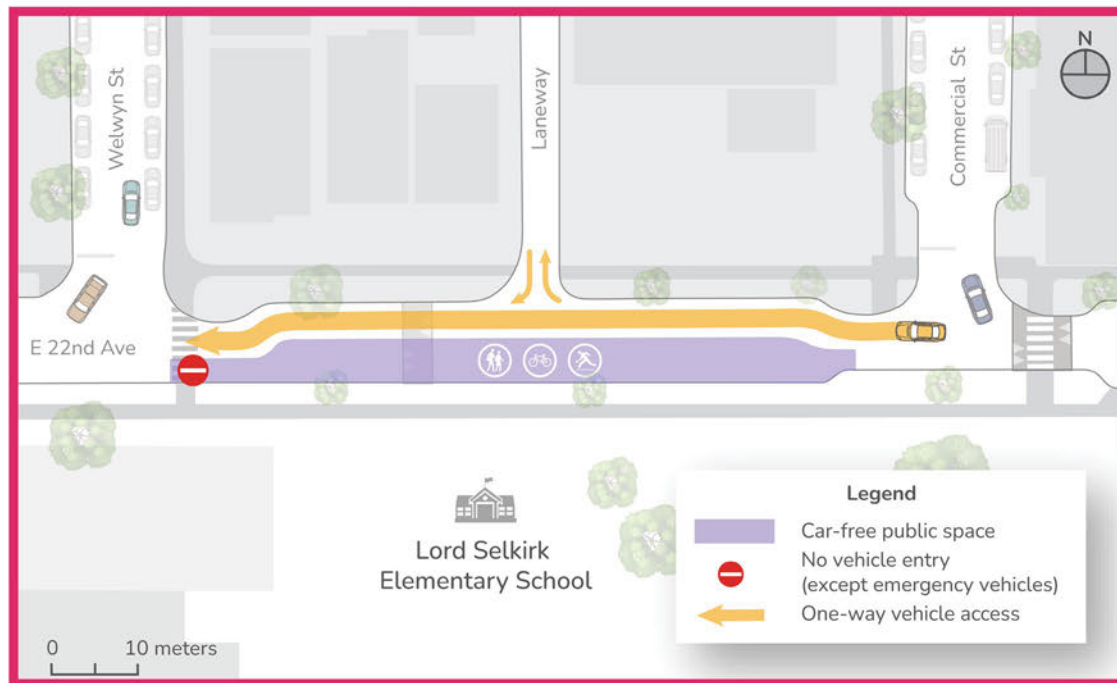 Welwyn St
Laneway
Commercial St
N
E 22nd Ave
Lord Selkirk
Elementary School
Legend
Car-free public space
No vehicle entry
(except emergency vehicles)
One-way vehicle access
0 10 meters